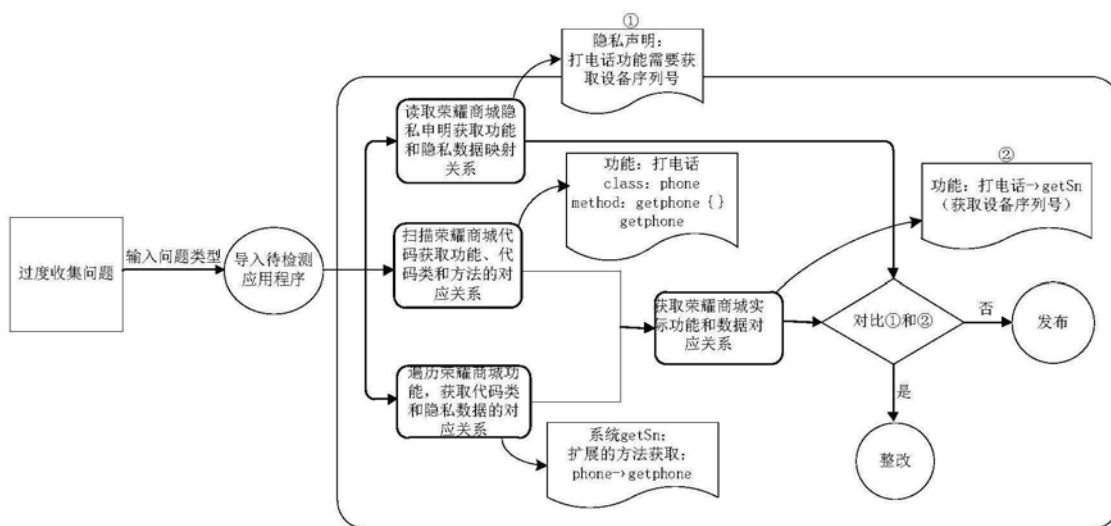 ①
隐私声明:
打电话功能需要获
取设备序列号
读取荣耀商城隐
私申明获取功能
和隐私数据映射
关系
功能: 打电话
class: phone
method: getphone {}
getphone
②
功能: 打电话→getSn
(获取设备序列号)
过度收集问题
输入问题类型
导入待检测
应用程序
扫描荣耀商城代
码获取功能、代
码类和方法的对
应关系
获取荣耀商城实
际功能和数据对
应关系
对比①和②
否
发布
遍历荣耀商城功
能, 获取代码类
和隐私数据的对
应关系
是
整改
系统getSn;
扩展的方法获取;
phone→getphone